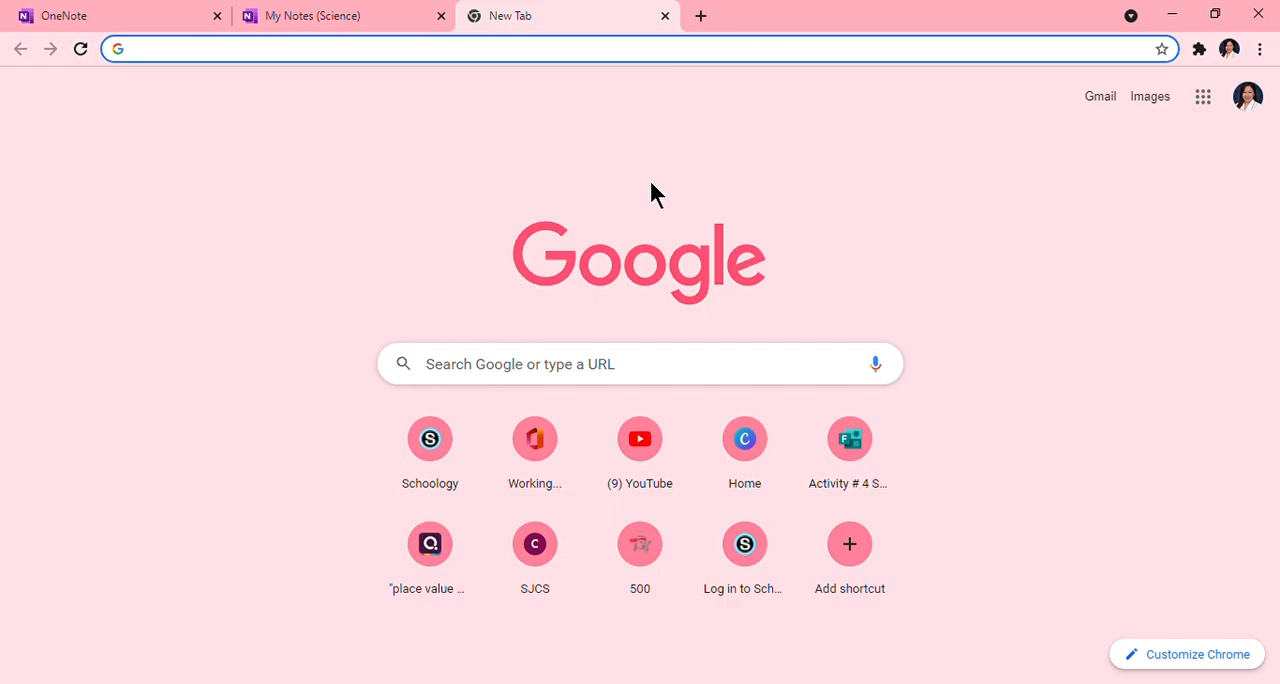 OneNote
My Notes (Science)
New Tab
Gmail Images
Google
Search Google or type a URL
Schoology Working... (9) YouTube Home Activity # 4 S...
"place value ... SJCS 500 Log in to Sch... Add shortcut
Customize Chrome